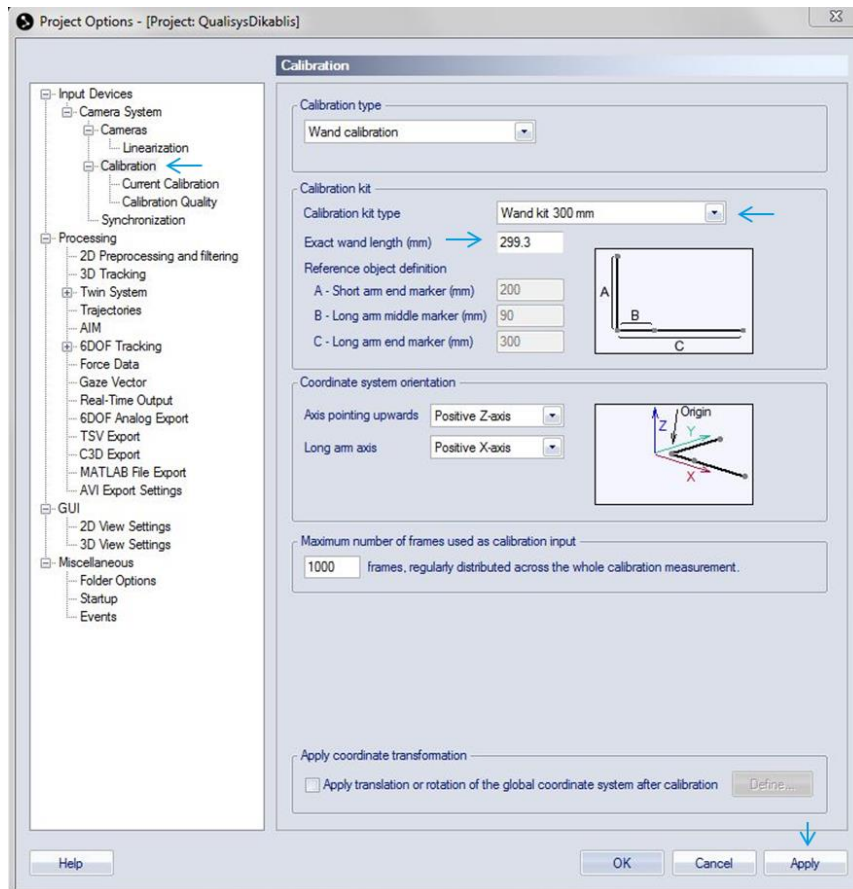 Project Options - [Project: QualisysDikablis]
Calibration
Input Devices
Camera System
Cameras
Linearization
Calibration
Current Calibration
Calibration Quality
Synchronization
Processing
2D Preprocessing and filtering
3D Tracking
Twin System
Trajectories
AIM
6DOF Tracking
Force Data
Gaze Vector
Real-Time Output
6DOF Analog Export
TSV Export
C3D Export
MATLAB File Export
AVI Export Settings
GUI
2D View Settings
3D View Settings
Miscellaneous
Folder Options
Startup
Events
Calibration type
Wand calibration
Calibration kit
Calibration kit type Wand kit 300 mm
Exact wand length (mm) 299.3
Reference object definition
A - Short arm end marker (mm) 200
B - Long arm middle marker (mm) 90
C - Long arm end marker (mm) 300
A
B
C
Coordinate system orientation
Axis pointing upwards Positive Z-axis
Long arm axis Positive X-axis
Origin
Z
Y
X
Maximum number of frames used as calibration input
1000 frames, regularly distributed across the whole calibration measurement.
Apply coordinate transformation
Apply translation or rotation of the global coordinate system after calibration Define...
Help OK Cancel Apply